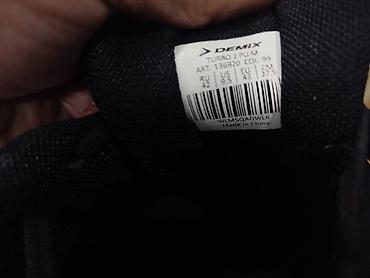 DEMIX
TURBO 2 PU M
ART. 136920 COL. 99
RU US EU CM
42 9.5 43 27.5
WLMSQADWL6
Made in China